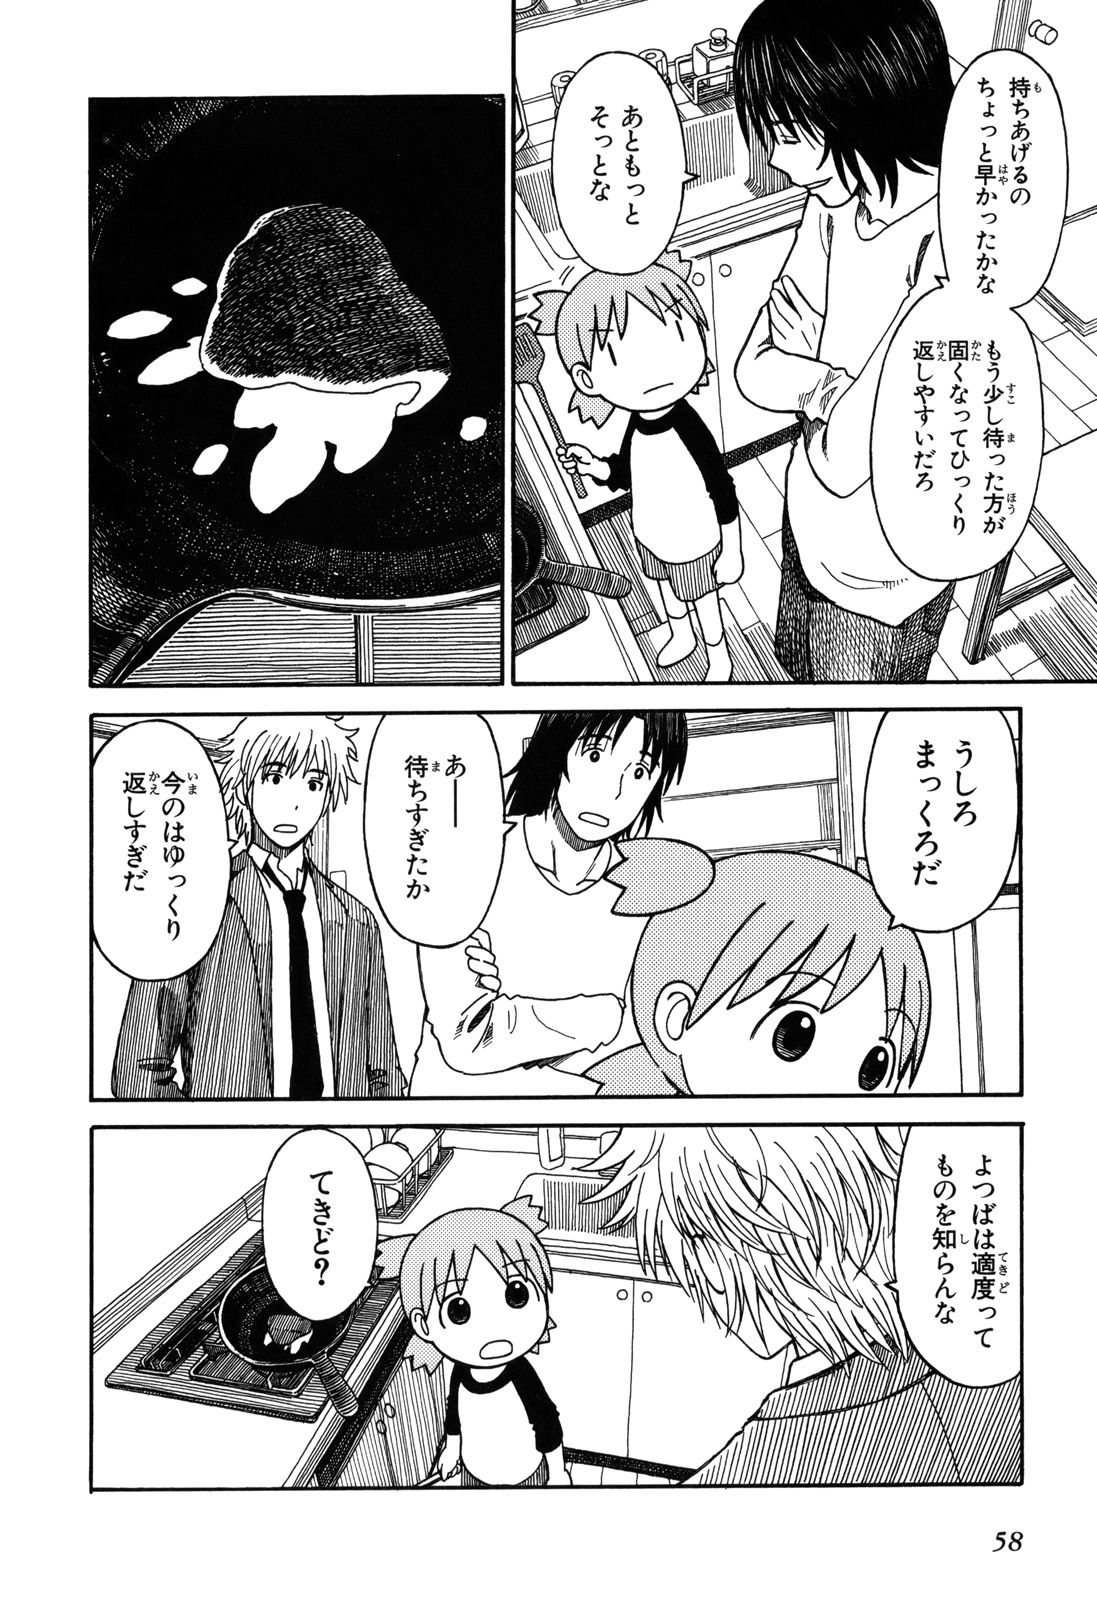 持ちあげるの
ちょっと早かったかな
もう少し待った方が
固くなってひっくり
返しやすいだろ
あともっと
そっとな
うしろ
まっくろだ
あー
待ちすぎたか
今のはゆっくり
返しすぎだ
よつばは適度って
ものを知らんな
てきど?
58